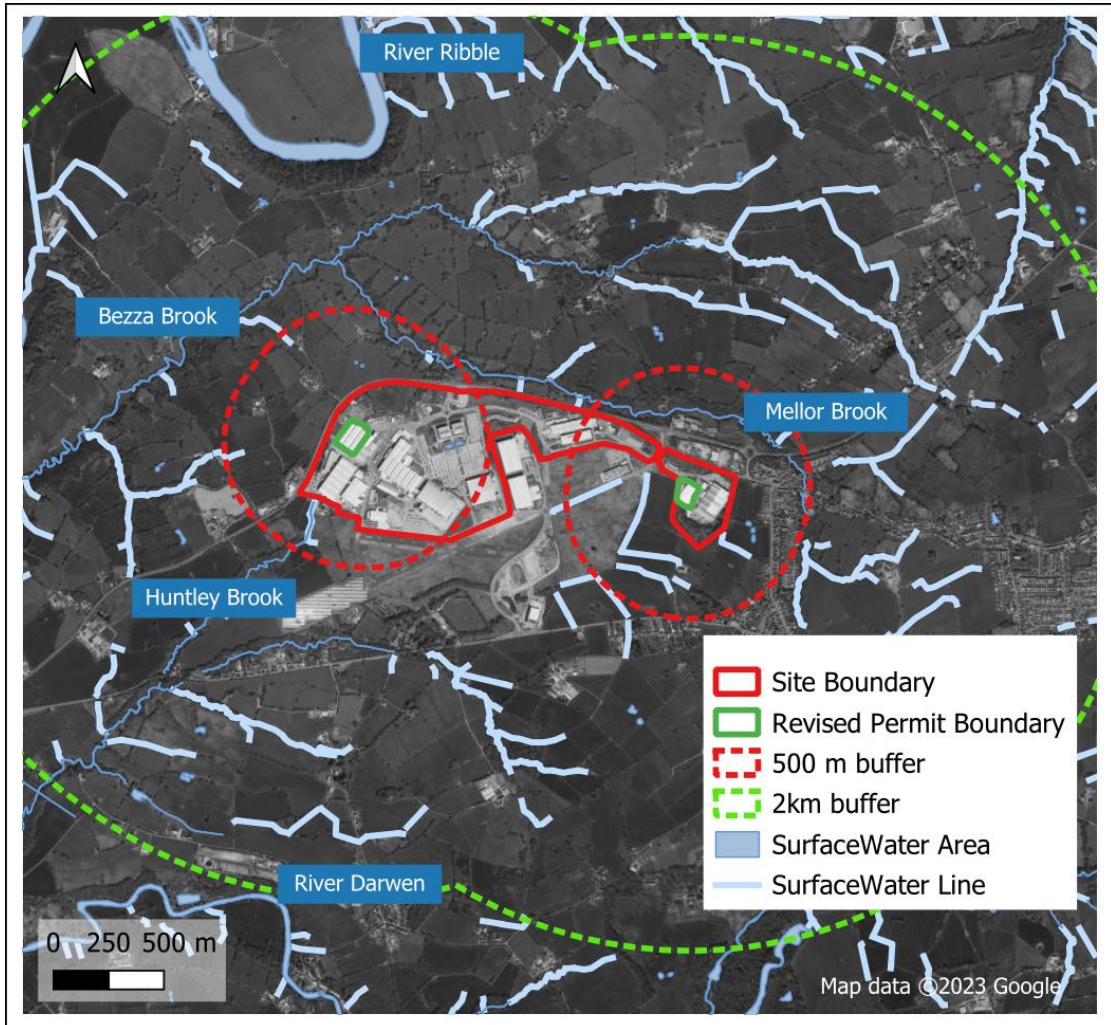 River Ribble
Bezza Brook
Mellor Brook
Huntley Brook
River Darwen
Site Boundary
Revised Permit Boundary
500 m buffer
2km buffer
SurfaceWater Area
SurfaceWater Line
0 250 500 m
Map data ©2023 Google